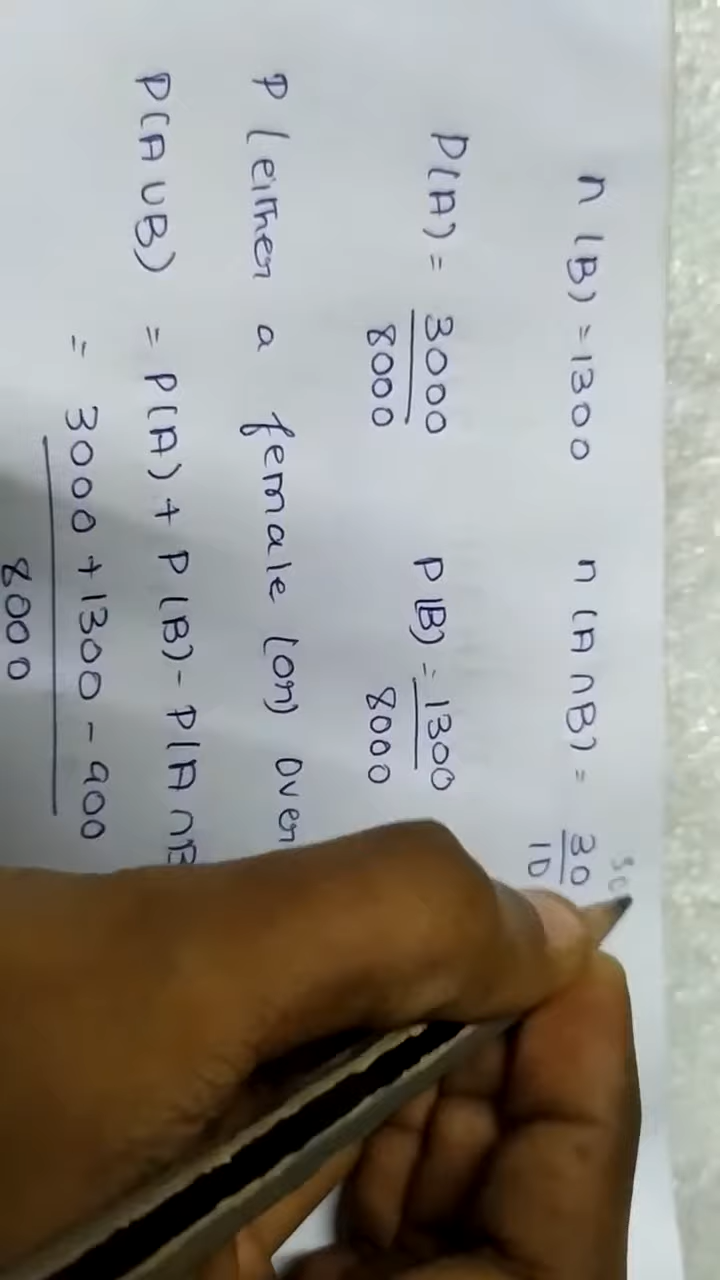 n (B) = 1300 n (A ∩ B) = 30/10
P(A) = 3000/8000 P(B) = 1300/8000
P (either a female (or) over
P(A ∪ B) = P(A) + P(B) - P(A ∩ B
= 3000 + 1300 - 900
8000